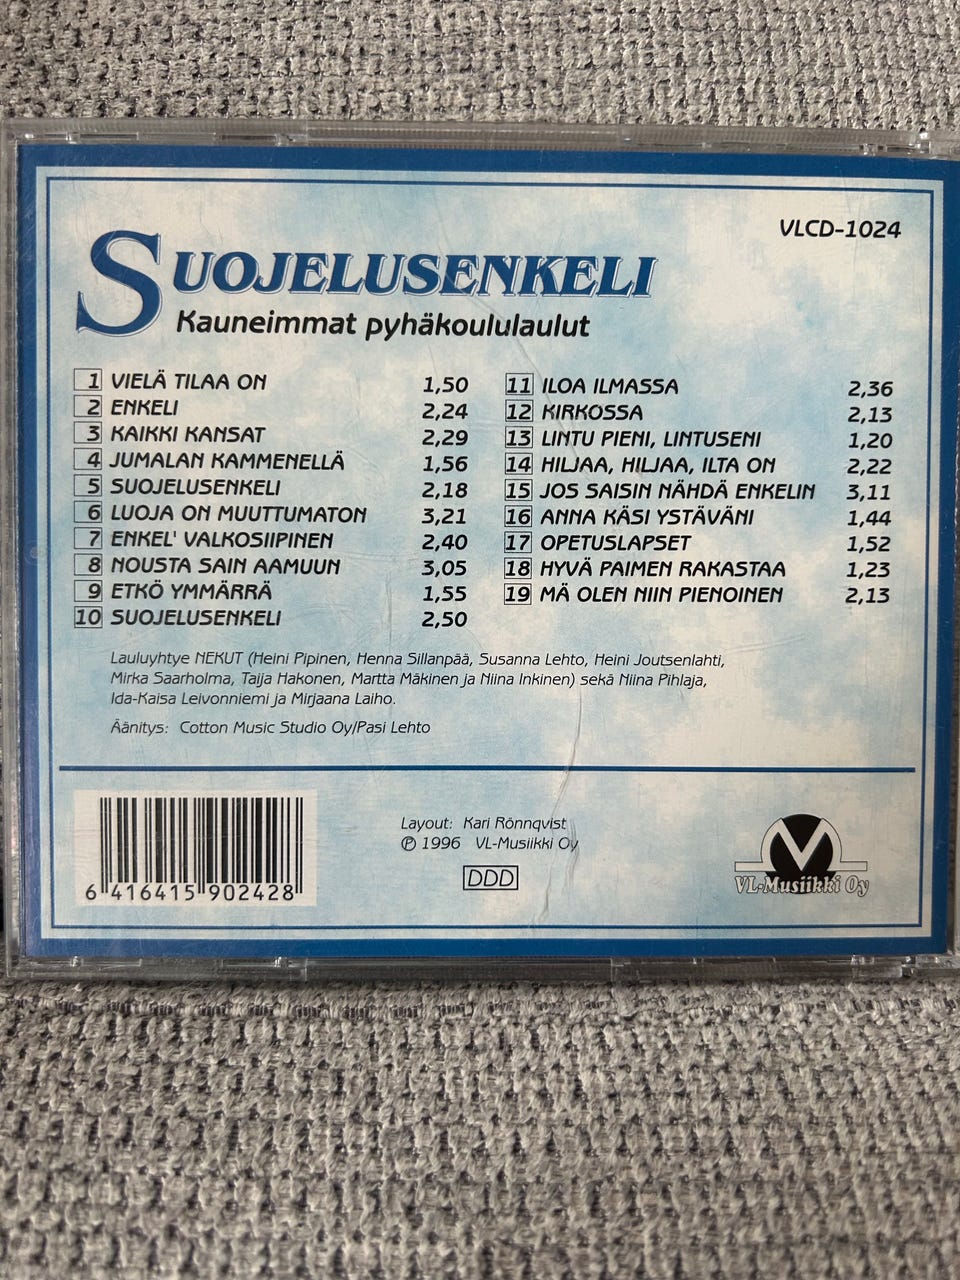 VLCD-1024
SUOJELUSENKELI
Kauneimmat pyhäkoululaulut
1 VIELÄ TILAA ON 1,50
2 ENKELI 2,24
3 KAIKKI KANSAT 2,29
4 JUMALAN KAMMENELLÄ 1,56
5 SUOJELUSENKELI 2,18
6 LUOJA ON MUUTTUMATON 3,21
7 ENKEL' VALKOSIIPINEN 2,40
8 NOUSTA SAIN AAMUUN 3,05
9 ETKÖ YMMÄRRÄ 1,55
10 SUOJELUSENKELI 2,50
11 ILOA ILMASSA 2,36
12 KIRKOSSA 2,13
13 LINTU PIENI, LINTUSENI 1,20
14 HILJAA, HILJAA, ILTA ON 2,22
15 JOS SAISIN NÄHDÄ ENKELIN 3,11
16 ANNA KÄSI YSTÄVÄNI 1,44
17 OPETUSLAPSET 1,52
18 HYVÄ PAIMEN RAKASTAA 1,23
19 MÄ OLEN NIIN PIENOINEN 2,13
Lauluyhtye NEKUT (Heini Pipinen, Henna Sillanpää, Susanna Lehto, Heini Joutsenlahti,
Mirka Saarholma, Taija Hakonen, Martta Mäkinen ja Niina Inkinen) sekä Niina Pihlaja,
Ida-Kaisa Leivonniemi ja Mirjaana Laiho.
Äänitys: Cotton Music Studio Oy/Pasi Lehto
6 416415 902428
Layout: Kari Rönnqvist
℗ 1996 VL-Musiikki Oy
DDD
VL-Musiikki Oy